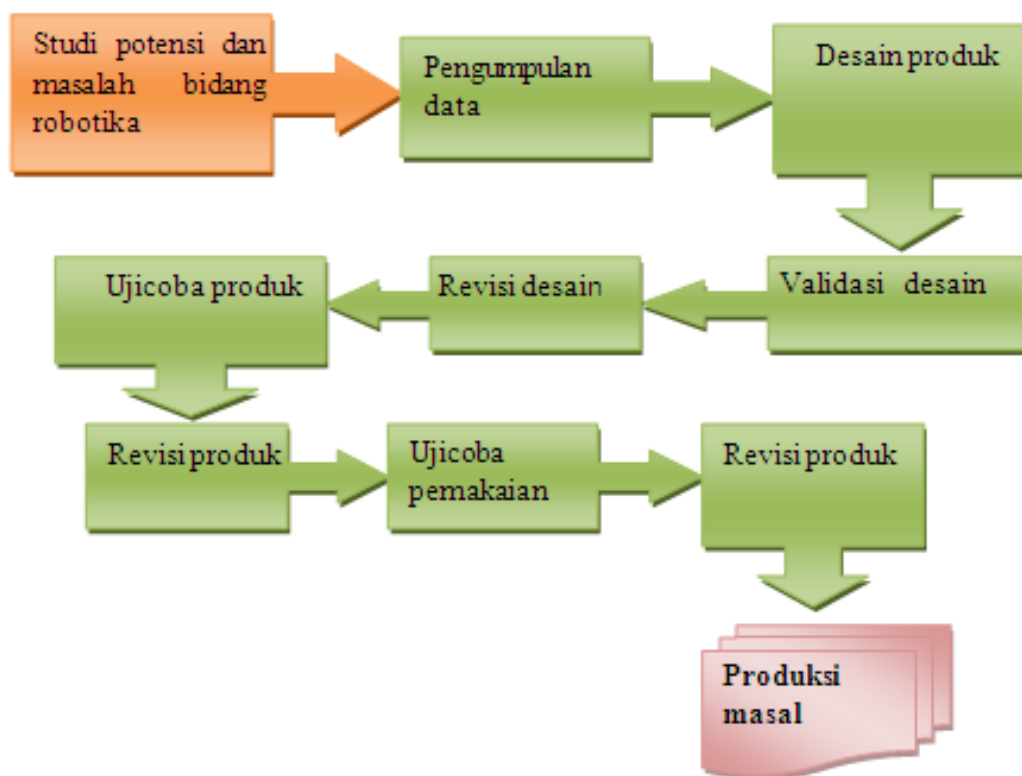 Studi potensi dan
masalah bidang
robotika
Pengumpulan
data
Desain produk
Validasi desain
Revisi desain
Ujicoba produk
Revisi produk
Ujicoba
pemakaian
Revisi produk
Produksi
masal